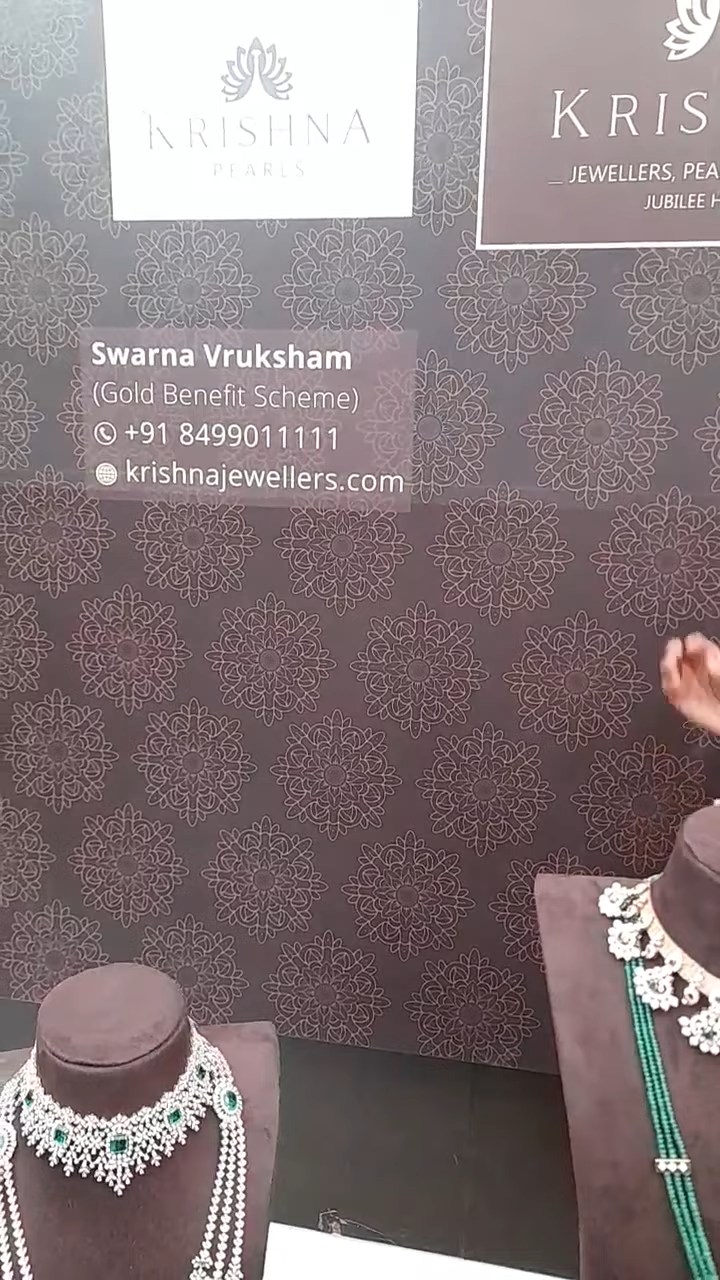 KRISHNA
PEARLS
KRIS
JEWELLERS, PEA
JUBILEE H
Swarna Vruksham
(Gold Benefit Scheme)
+91 8499011111
krishnajewellers.com